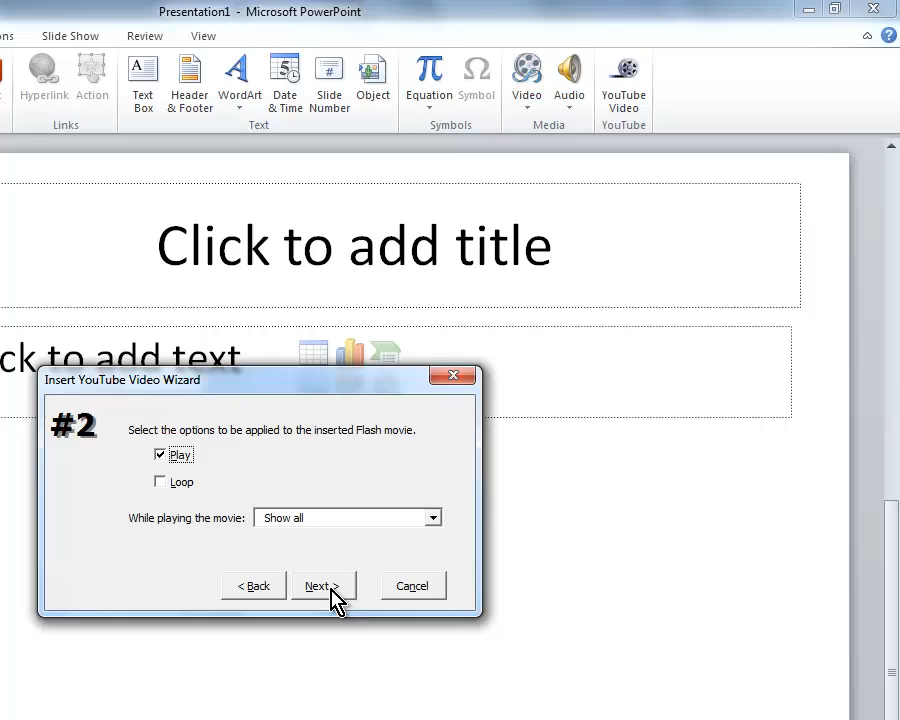 Presentation1 - Microsoft PowerPoint
ons Slide Show Review View
Hyperlink Action Text Box Header & Footer WordArt Date & Time Slide Number Object Equation Symbol Video Audio YouTube Video
Links Text Symbols Media YouTube
Click to add title
ck to add text
Insert YouTube Video Wizard
#2
Select the options to be applied to the inserted Flash movie.
Play
Loop
While playing the movie: Show all
< Back Next > Cancel